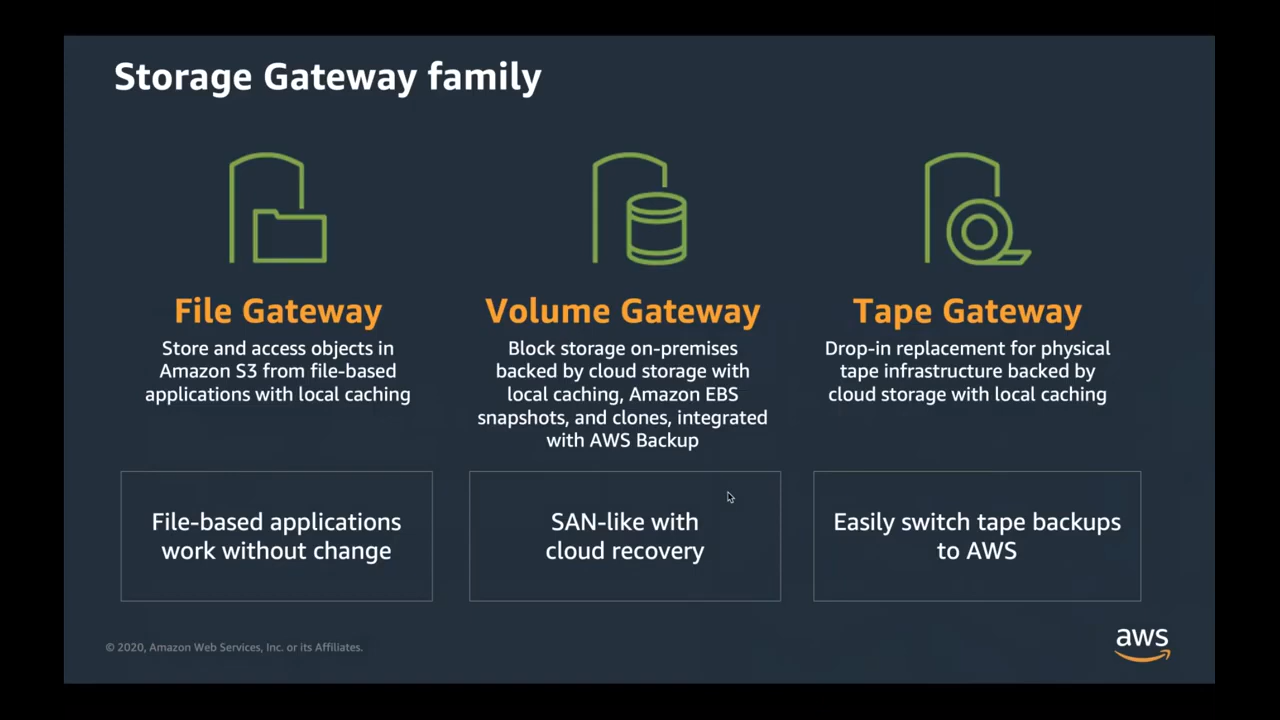 Storage Gateway family
File Gateway
Store and access objects in
Amazon S3 from file-based
applications with local caching
File-based applications
work without change
Volume Gateway
Block storage on-premises
backed by cloud storage with
local caching, Amazon EBS
snapshots, and clones, integrated
with AWS Backup
SAN-like with
cloud recovery
Tape Gateway
Drop-in replacement for physical
tape infrastructure backed by
cloud storage with local caching
Easily switch tape backups
to AWS
© 2020, Amazon Web Services, Inc. or its Affiliates.
aws